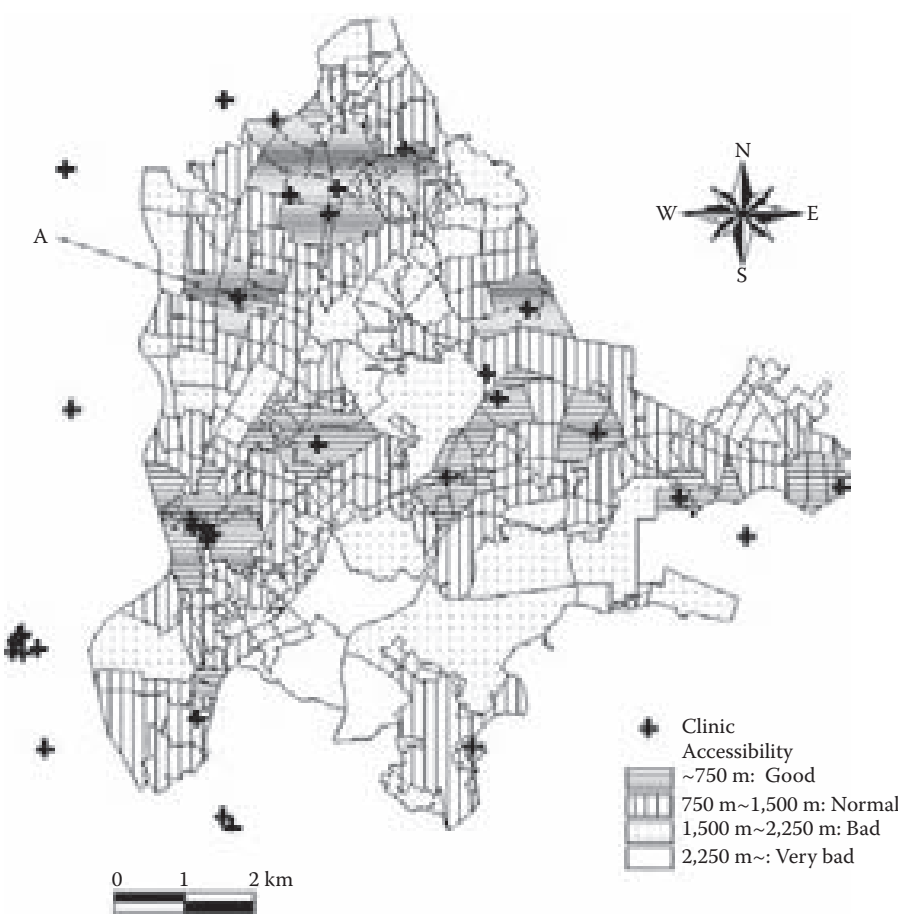 N
W E
S
A
Clinic
Accessibility
~750 m: Good
750 m~1,500 m: Normal
1,500 m~2,250 m: Bad
2,250 m~: Very bad
0 1 2 km